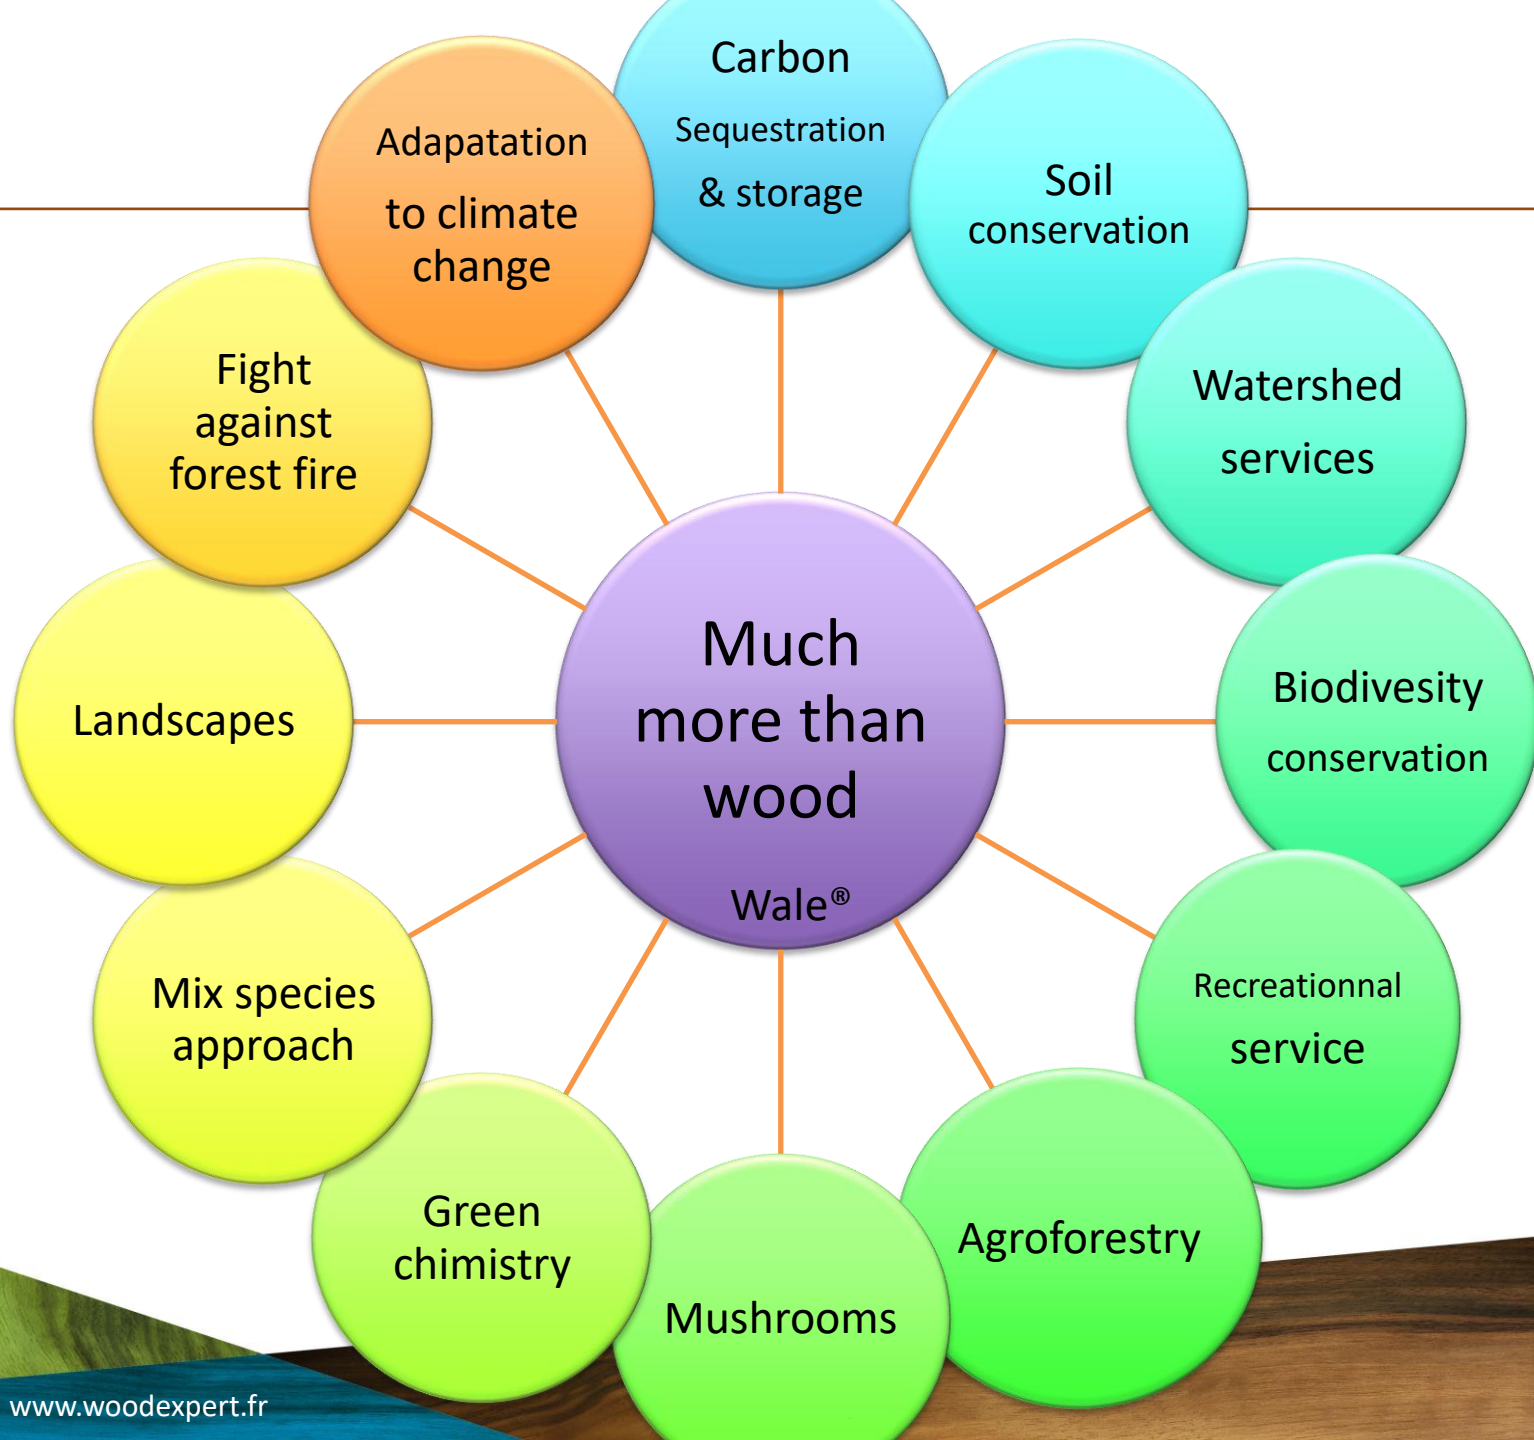 Carbon
Sequestration
& storage
Soil
conservation
Watershed
services
Biodivesity
conservation
Recreationnal
service
Agroforestry
Mushrooms
Green
chimistry
Mix species
approach
Landscapes
Fight
against
forest fire
Adapatation
to climate
change
Much
more than
wood
Wale®
www.woodexpert.fr